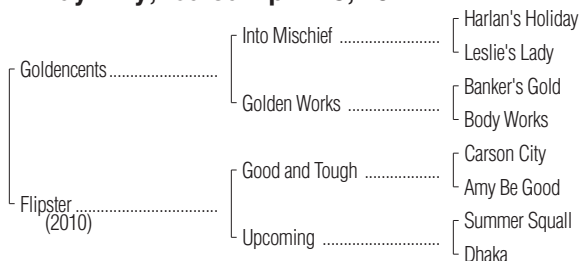 Harlan's Holiday
Into Mischief ....................
Leslie's Lady
Goldencents ......................
Banker's Gold
Golden Works ....................
Body Works
Carson City
Good and Tough ...............
Amy Be Good
Flipster .............................
(2010)
Summer Squall
Upcoming .......................
Dhaka